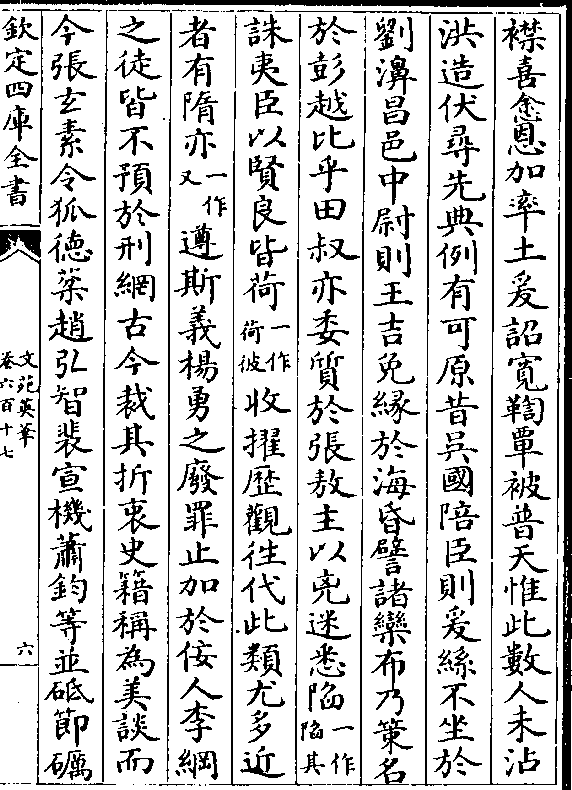 襟喜愈恩加率土爰詔寛鞫覃被普天惟此數人未沾
洪造伏尋先典例有可原昔吳國陪臣則爰絲不坐於
劉濞昌邑中尉則王吉免緣於海昏譬諸欒布乃策名
於彭越比乎田叔亦委質於張敖主以兇迷悉陷一作陷其
誅夷臣以賢良皆荷一作荷彼收擢歴觀徃代此類尤多近
者有隋亦一作又遵斯義楊勇之廢罪止加於佞人李綱
之徒皆不預於刑網古今裁其折衷史籍稱為美談而
今張玄素令狐徳棻趙弘智裴宣機蕭鈞等並砥節礪
欽定四庫全書
文苑英華
卷六百十七
六